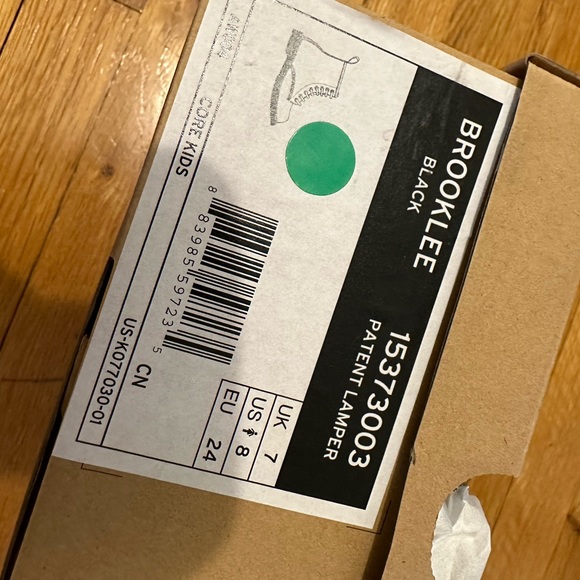 BROOKLEE 15373003
BLACK PATENT LAMPER
UK 7
US 8
EU 24
8 83985 59723 5
CN
CORE KIDS
US-K077030-01